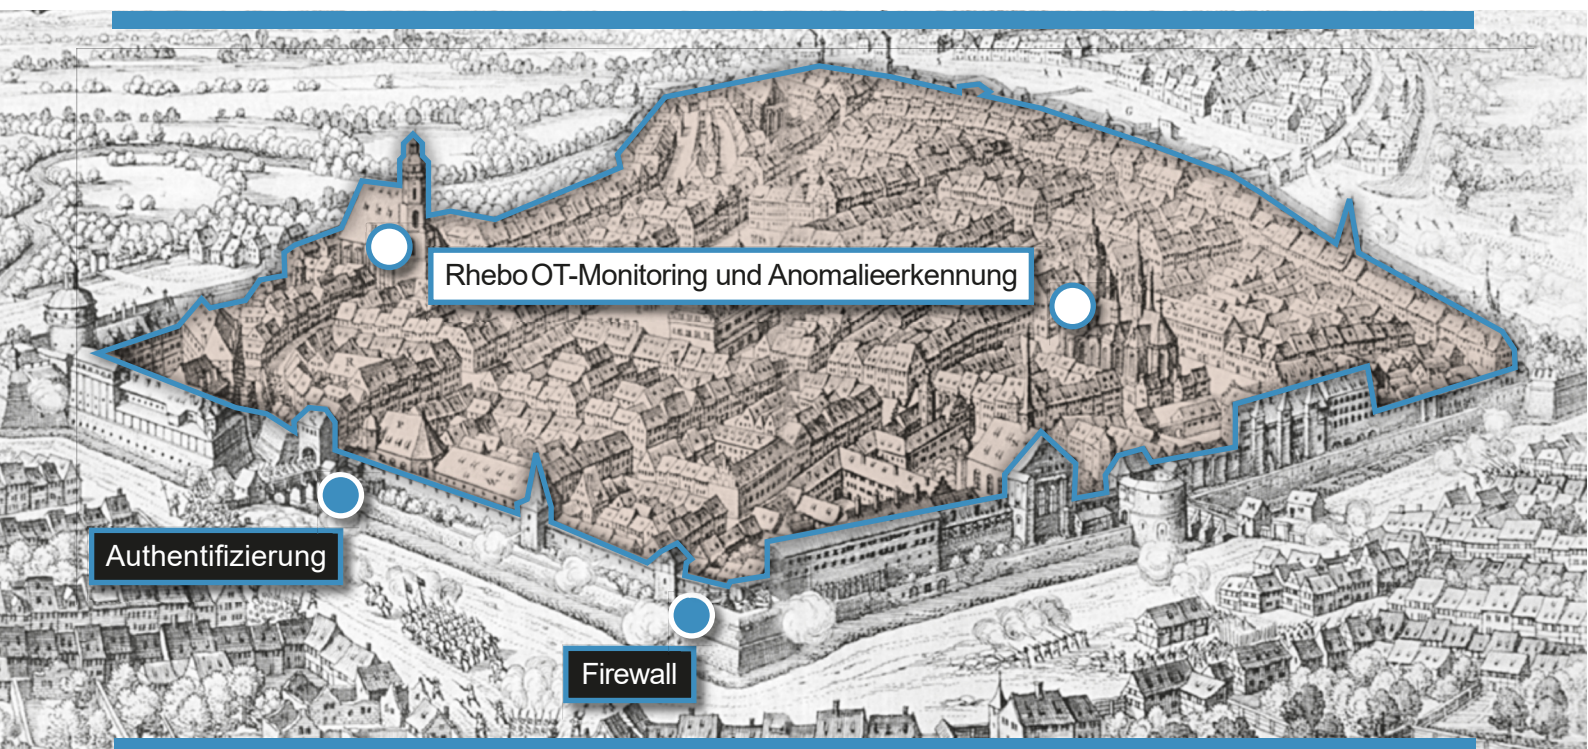 Rhebo OT-Monitoring und Anomalieerkennung
Authentifizierung
Firewall
G